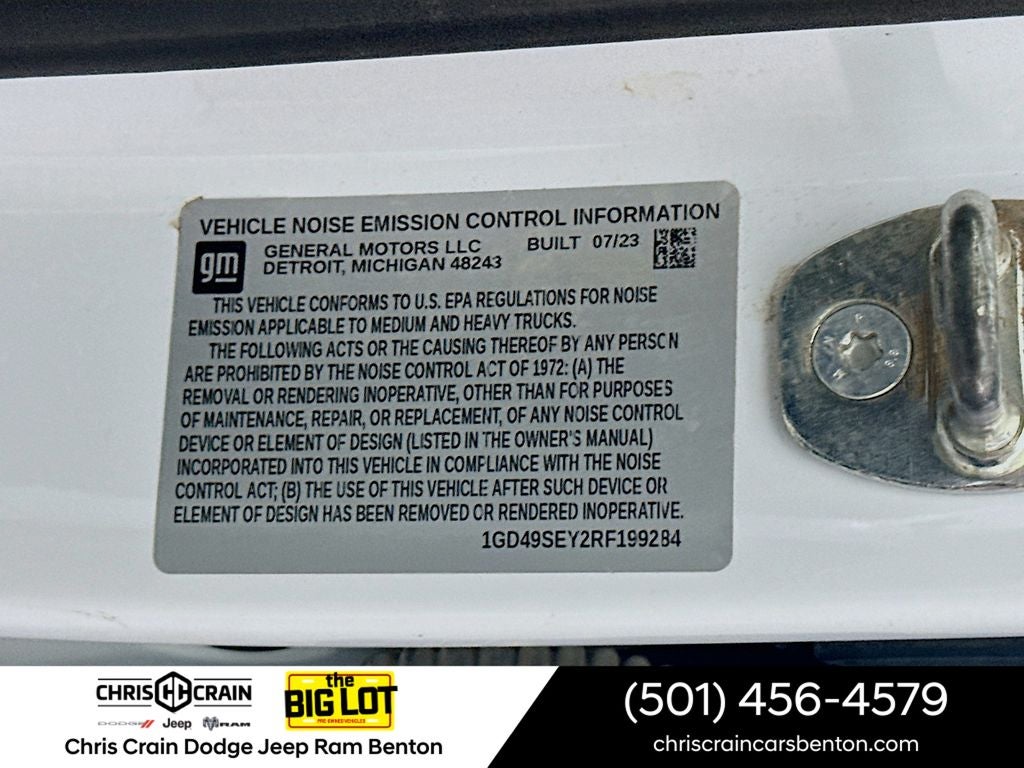 VEHICLE NOISE EMISSION CONTROL INFORMATION
gm
GENERAL MOTORS LLC BUILT 07/23
DETROIT, MICHIGAN 48243
THIS VEHICLE CONFORMS TO U.S. EPA REGULATIONS FOR NOISE
EMISSION APPLICABLE TO MEDIUM AND HEAVY TRUCKS.
THE FOLLOWING ACTS OR THE CAUSING THEREOF BY ANY PERSON
ARE PROHIBITED BY THE NOISE CONTROL ACT OF 1972: (A) THE
REMOVAL OR RENDERING INOPERATIVE, OTHER THAN FOR PURPOSES
OF MAINTENANCE, REPAIR, OR REPLACEMENT, OF ANY NOISE CONTROL
DEVICE OR ELEMENT OF DESIGN (LISTED IN THE OWNER'S MANUAL)
INCORPORATED INTO THIS VEHICLE IN COMPLIANCE WITH THE NOISE
CONTROL ACT; (B) THE USE OF THIS VEHICLE AFTER SUCH DEVICE OR
ELEMENT OF DESIGN HAS BEEN REMOVED OR RENDERED INOPERATIVE.
1GD49SEY2RF199284
CHRIS CRAIN
DODGE Jeep RAM
the
BIG LOT
PRE-OWNED VEHICLES
Chris Crain Dodge Jeep Ram Benton
(501) 456-4579
chriscraincarsbenton.com